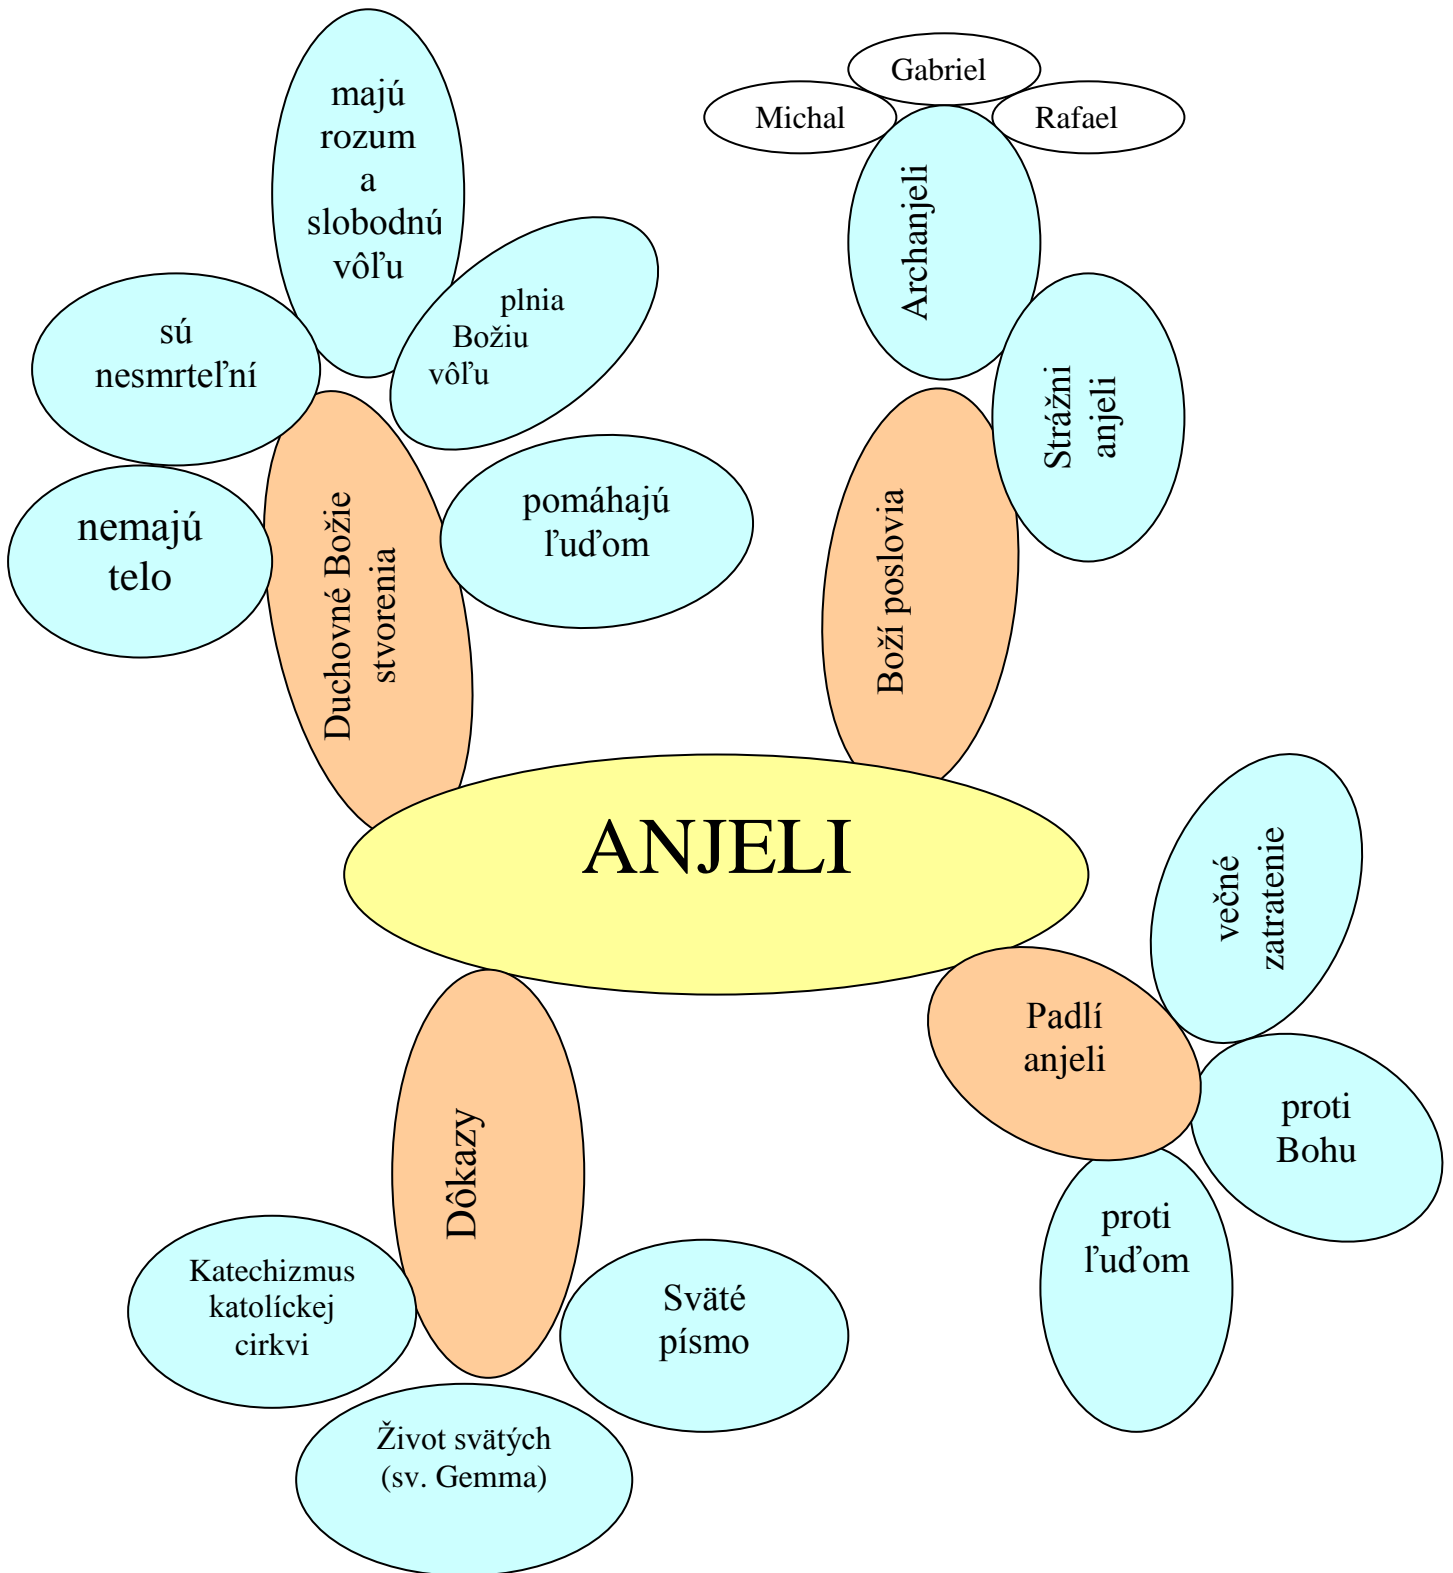 majú
rozum
a
slobodnú
vôľu
plnia
Božiu
vôľu
sú
nesmrteľní
nemajú
telo
pomáhajú
ľuďom
Duchovné Božie
stvorenia
Gabriel
Michal
Rafael
Archanjeli
Strážni
anjeli
Boží poslovia
ANJELI
večné
zatratenie
Padlí
anjeli
proti
Bohu
proti
ľuďom
Dôkazy
Katechizmus
katolíckej
cirkvi
Sväté
písmo
Život svätých
(sv. Gemma)